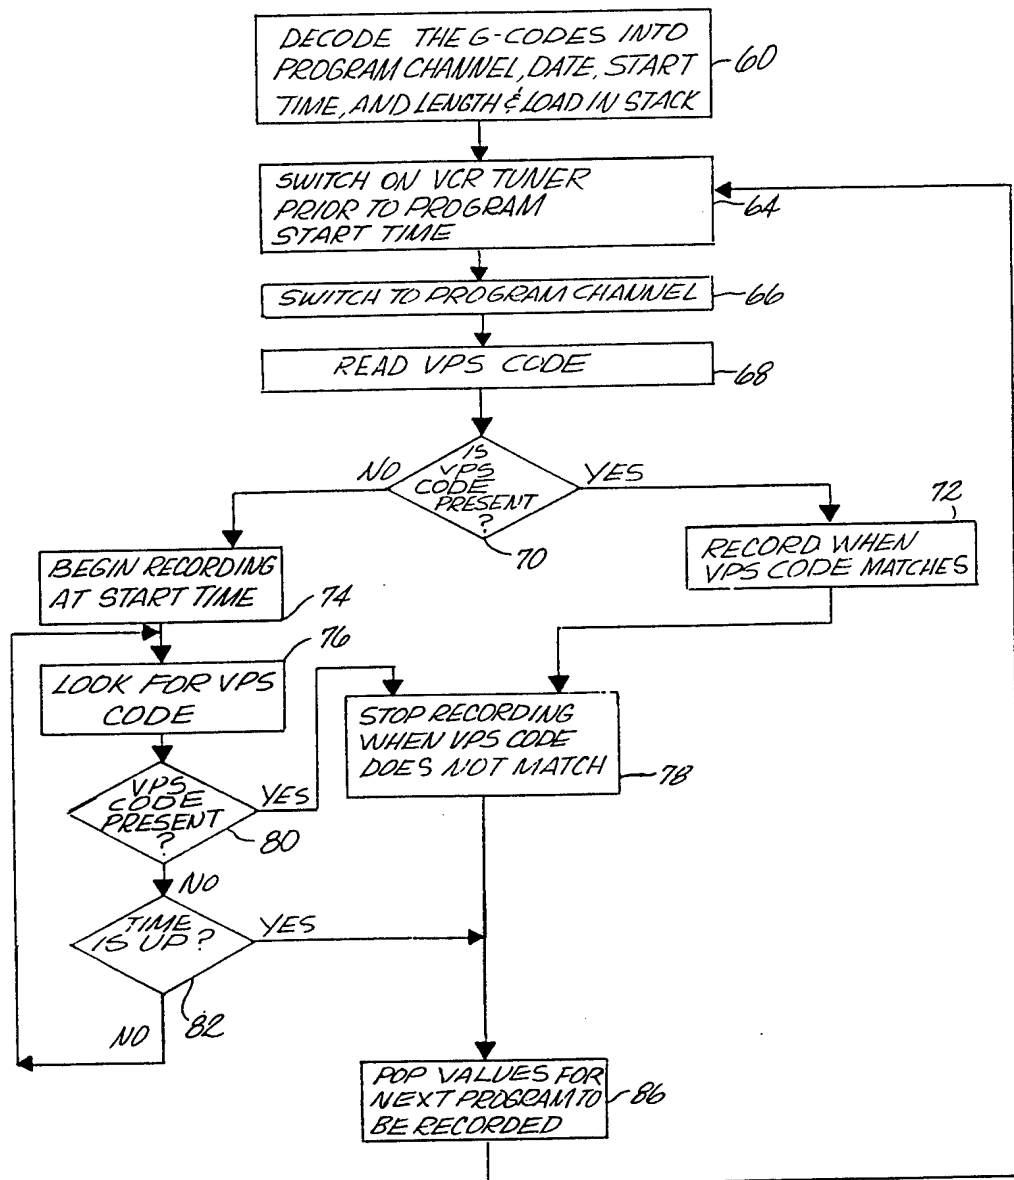 DECODE THE G-CODES INTO
PROGRAM CHANNEL, DATE, START
TIME, AND LENGTH & LOAD IN STACK
60
SWITCH ON VCR TUNER
PRIOR TO PROGRAM
START TIME
64
SWITCH TO PROGRAM CHANNEL
66
READ VPS CODE
68
IS
VPS
CODE
PRESENT
?
70
NO
YES
72
RECORD WHEN
VPS CODE MATCHES
BEGIN RECORDING
AT START TIME
74
76
LOOK FOR VPS
CODE
STOP RECORDING
WHEN VPS CODE
DOES NOT MATCH
78
VPS
CODE
PRESENT
?
YES
80
NO
TIME
IS UP?
YES
82
NO
POP VALUES FOR
NEXT PROGRAM TO
BE RECORDED
86